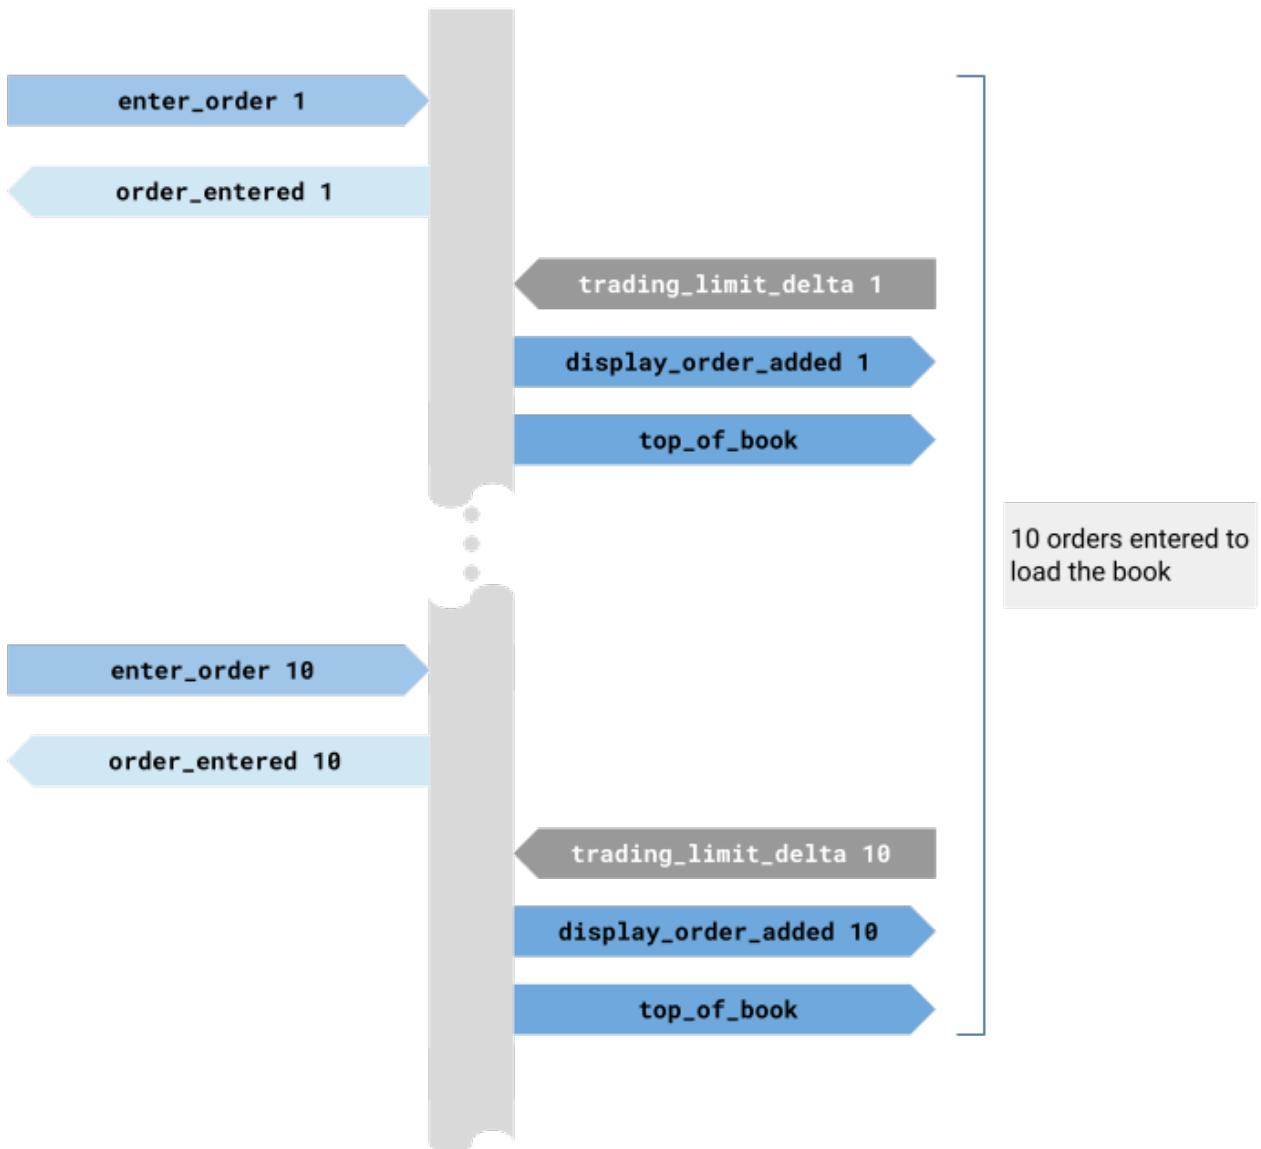 enter_order 1
order_entered 1
trading_limit_delta 1
display_order_added 1
top_of_book
10 orders entered to
load the book
enter_order 10
order_entered 10
trading_limit_delta 10
display_order_added 10
top_of_book